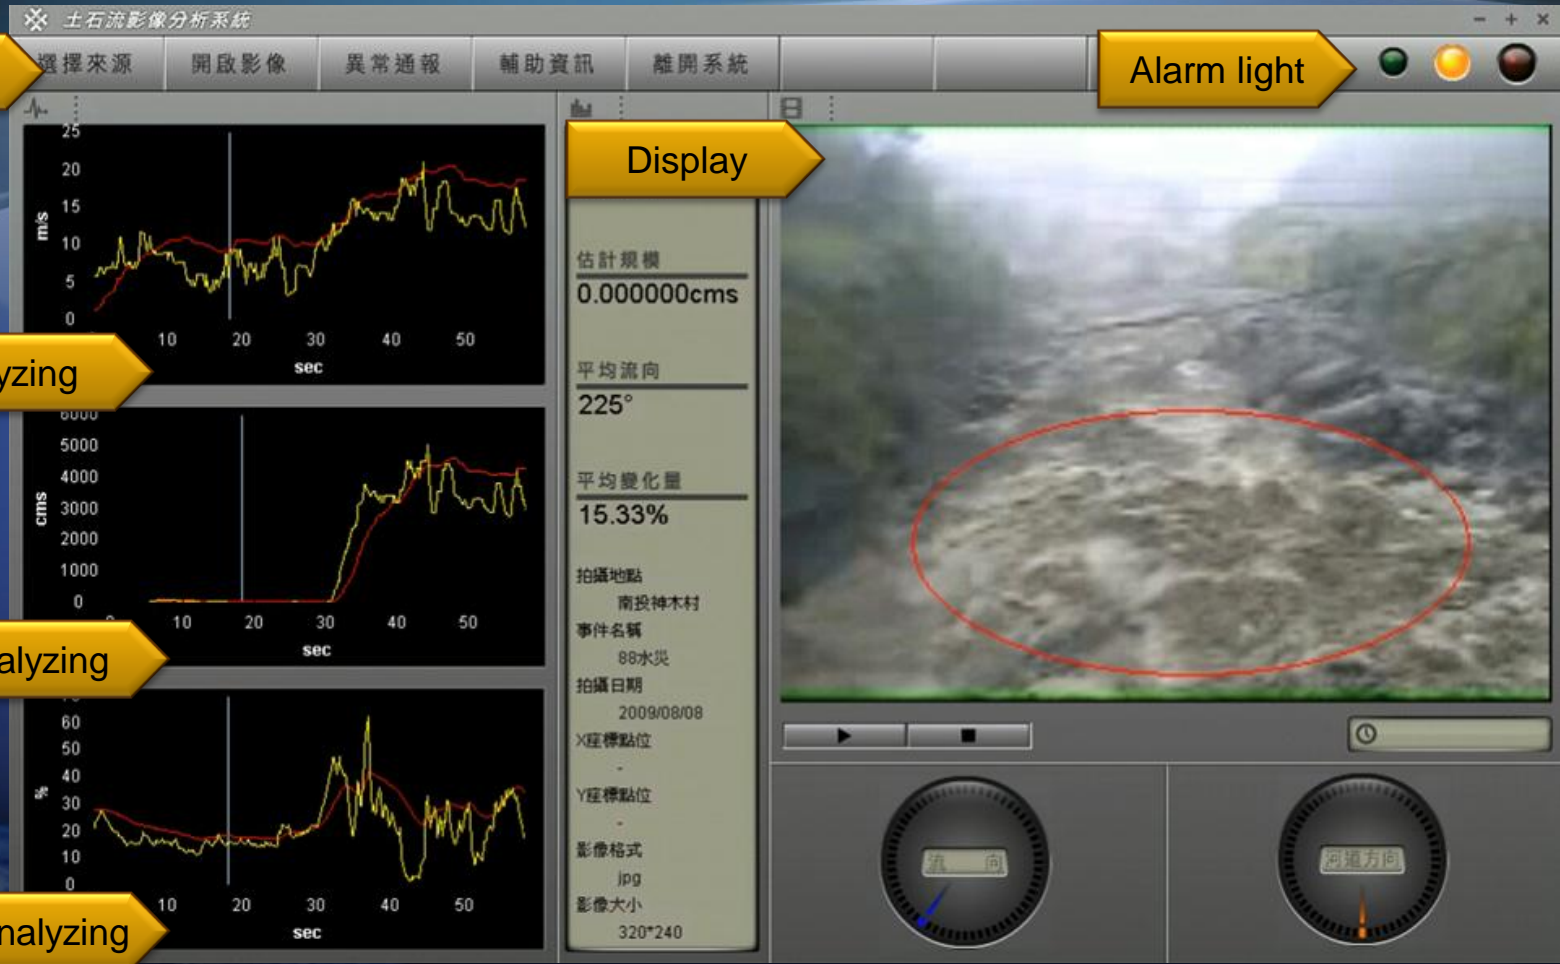 土石流影像分析系統
選擇來源 開啟影像 異常通報 輔助資訊 離開系統
Alarm light
Display
25
20
15
10
5
0
m/s
10 20 30 40 50
sec
yzing
6000
5000
4000
3000
2000
1000
0
cms
10 20 30 40 50
sec
alyzing
60
50
40
30
20
10
0
%
10 20 30 40 50
sec
nalyzing
估計規模
0.000000cms
平均流向
225°
平均變化量
15.33%
拍攝地點
南投神木村
事件名稱
88水災
拍攝日期
2009/08/08
X座標點位
-
Y座標點位
-
影像格式
jpg
影像大小
320*240
流 向
河道方向